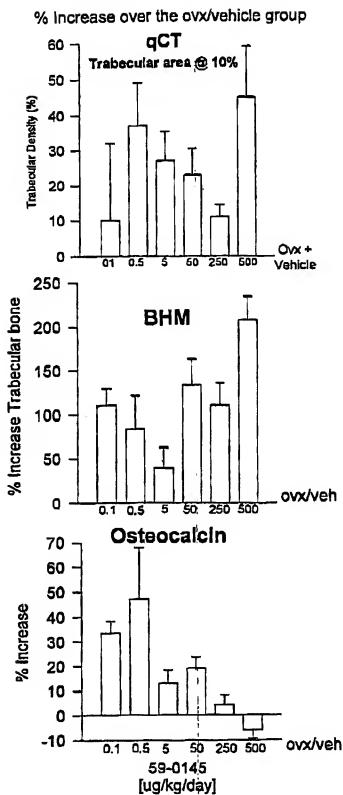 % Increase over the ovx/vehicle group
qCT
Trabecular area @ 10%
Trabecular Density (%)
60
50
40
30
20
10
0
01 0.5 5 50 250 500
Ovx +
Vehicle
BHM
% Increase Trabecular bone
250
200
150
100
50
0
0.1 0.5 5 50 250 500 ovx/veh
Osteocalcin
% Increase
70
60
50
40
30
20
10
0
-10
0.1 0.5 5 50 250 500 ovx/veh
59-0145
[ug/kg/day]